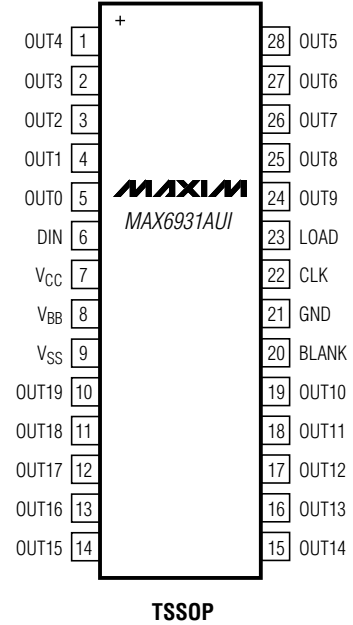 +
OUT4 1 28 OUT5
OUT3 2 27 OUT6
OUT2 3 26 OUT7
OUT1 4 25 OUT8
OUT0 5 MAXIM 24 OUT9
DIN 6 MAX6931AUI 23 LOAD
VCC 7 22 CLK
VBB 8 21 GND
VSS 9 20 BLANK
OUT19 10 19 OUT10
OUT18 11 18 OUT11
OUT17 12 17 OUT12
OUT16 13 16 OUT13
OUT15 14 15 OUT14
TSSOP